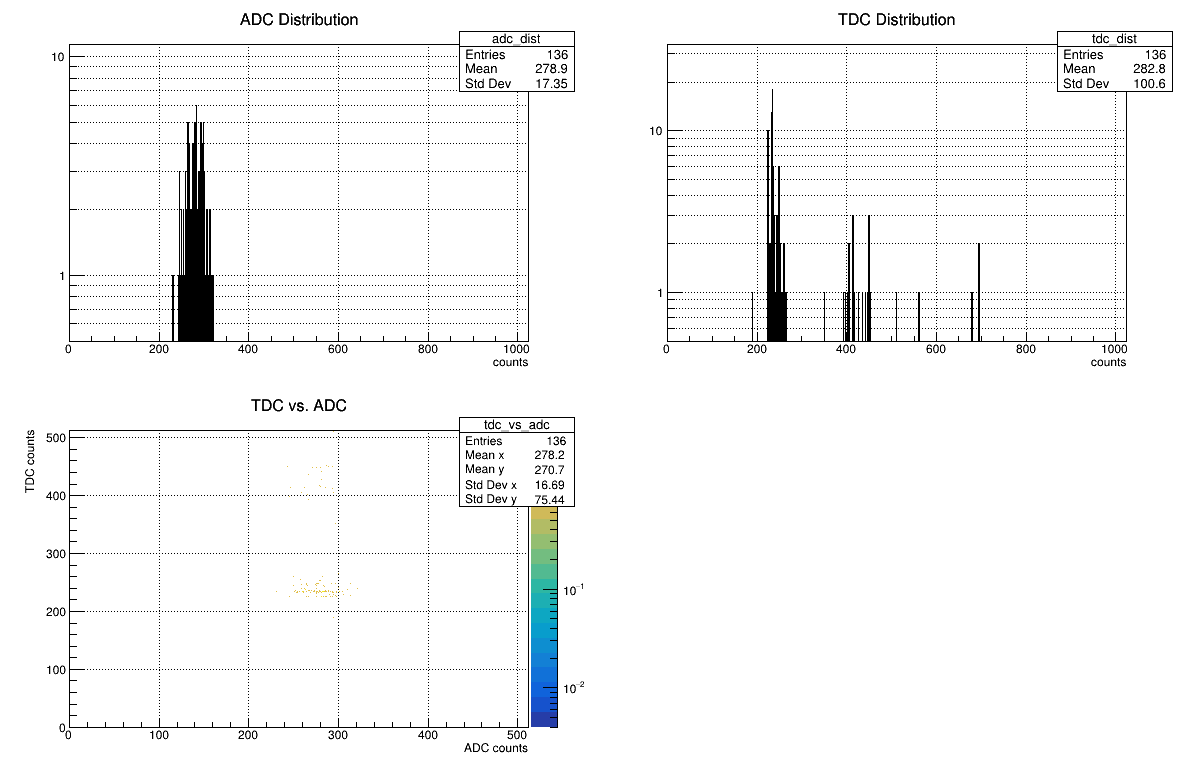 ADC Distribution
adc_dist
Entries 136
Mean 278.9
Std Dev 17.35
10
1
0 200 400 600 800 1000
counts
TDC Distribution
tdc_dist
Entries 136
Mean 282.8
Std Dev 100.6
10
1
0 200 400 600 800 1000
counts
TDC vs. ADC
tdc_vs_adc
Entries 136
Mean x 278.2
Mean y 270.7
Std Dev x 16.69
Std Dev y 75.44
TDC counts
500
400
300
200
100
0
0 100 200 300 400 500
ADC counts
10⁻¹
10⁻²